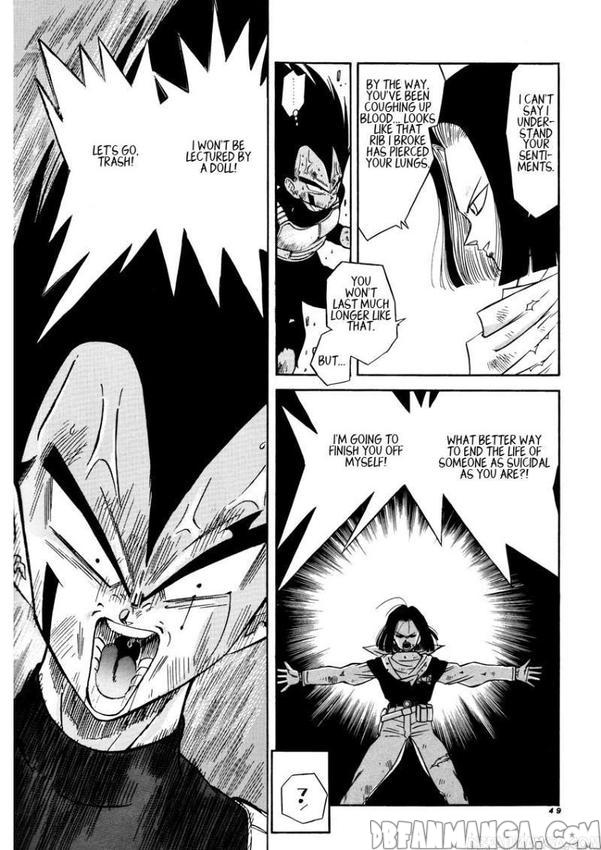 I CAN'T
SAY I
UNDER-
STAND
YOUR
SENTI-
MENTS.
BY THE WAY.
YOU'VE BEEN
COUGHING UP
BLOOD... LOOKS
LIKE THAT
RIB I BROKE
HAS PIERCED
YOUR LUNGS.
......
YOU
WON'T
LAST MUCH
LONGER LIKE
THAT.
BUT...
WHAT BETTER WAY
TO END THE LIFE OF
SOMEONE AS SUICIDAL
AS YOU ARE?!
I'M GOING TO
FINISH YOU OFF
MYSELF!
?
I WON'T BE
LECTURED BY
A DOLL!
LET'S GO,
TRASH!
49
DBFANMANGA.COM